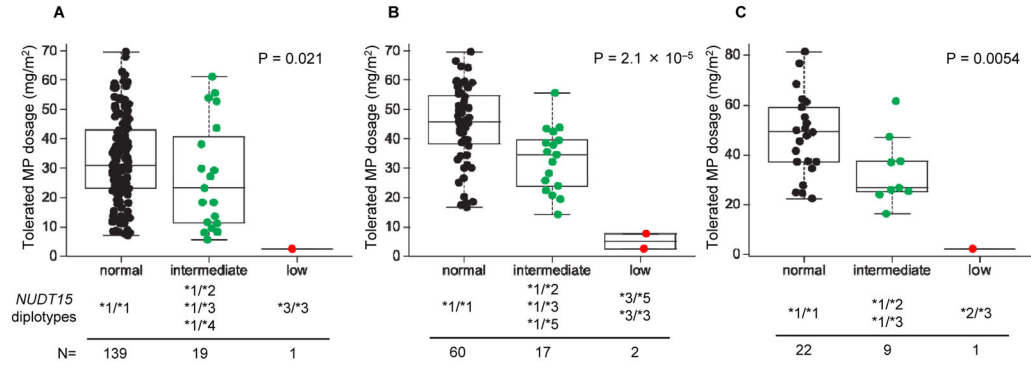 A
B
C
Tolerated MP dosage (mg/m²)
70
60
50
40
30
20
10
0
P = 0.021
normal
intermediate
low
Tolerated MP dosage (mg/m²)
70
60
50
40
30
20
10
0
P = 2.1 × 10⁻⁵
normal
intermediate
low
Tolerated MP dosage (mg/m²)
80
60
40
20
0
P = 0.0054
normal
intermediate
low
NUDT15
diplotypes
*1/*1
*1/*2
*1/*3
*1/*4
*3/*3
*1/*1
*1/*2
*1/*3
*1/*5
*3/*5
*3/*3
*1/*1
*1/*2
*1/*3
*2/*3
N= 139 19 1 60 17 2 22 9 1